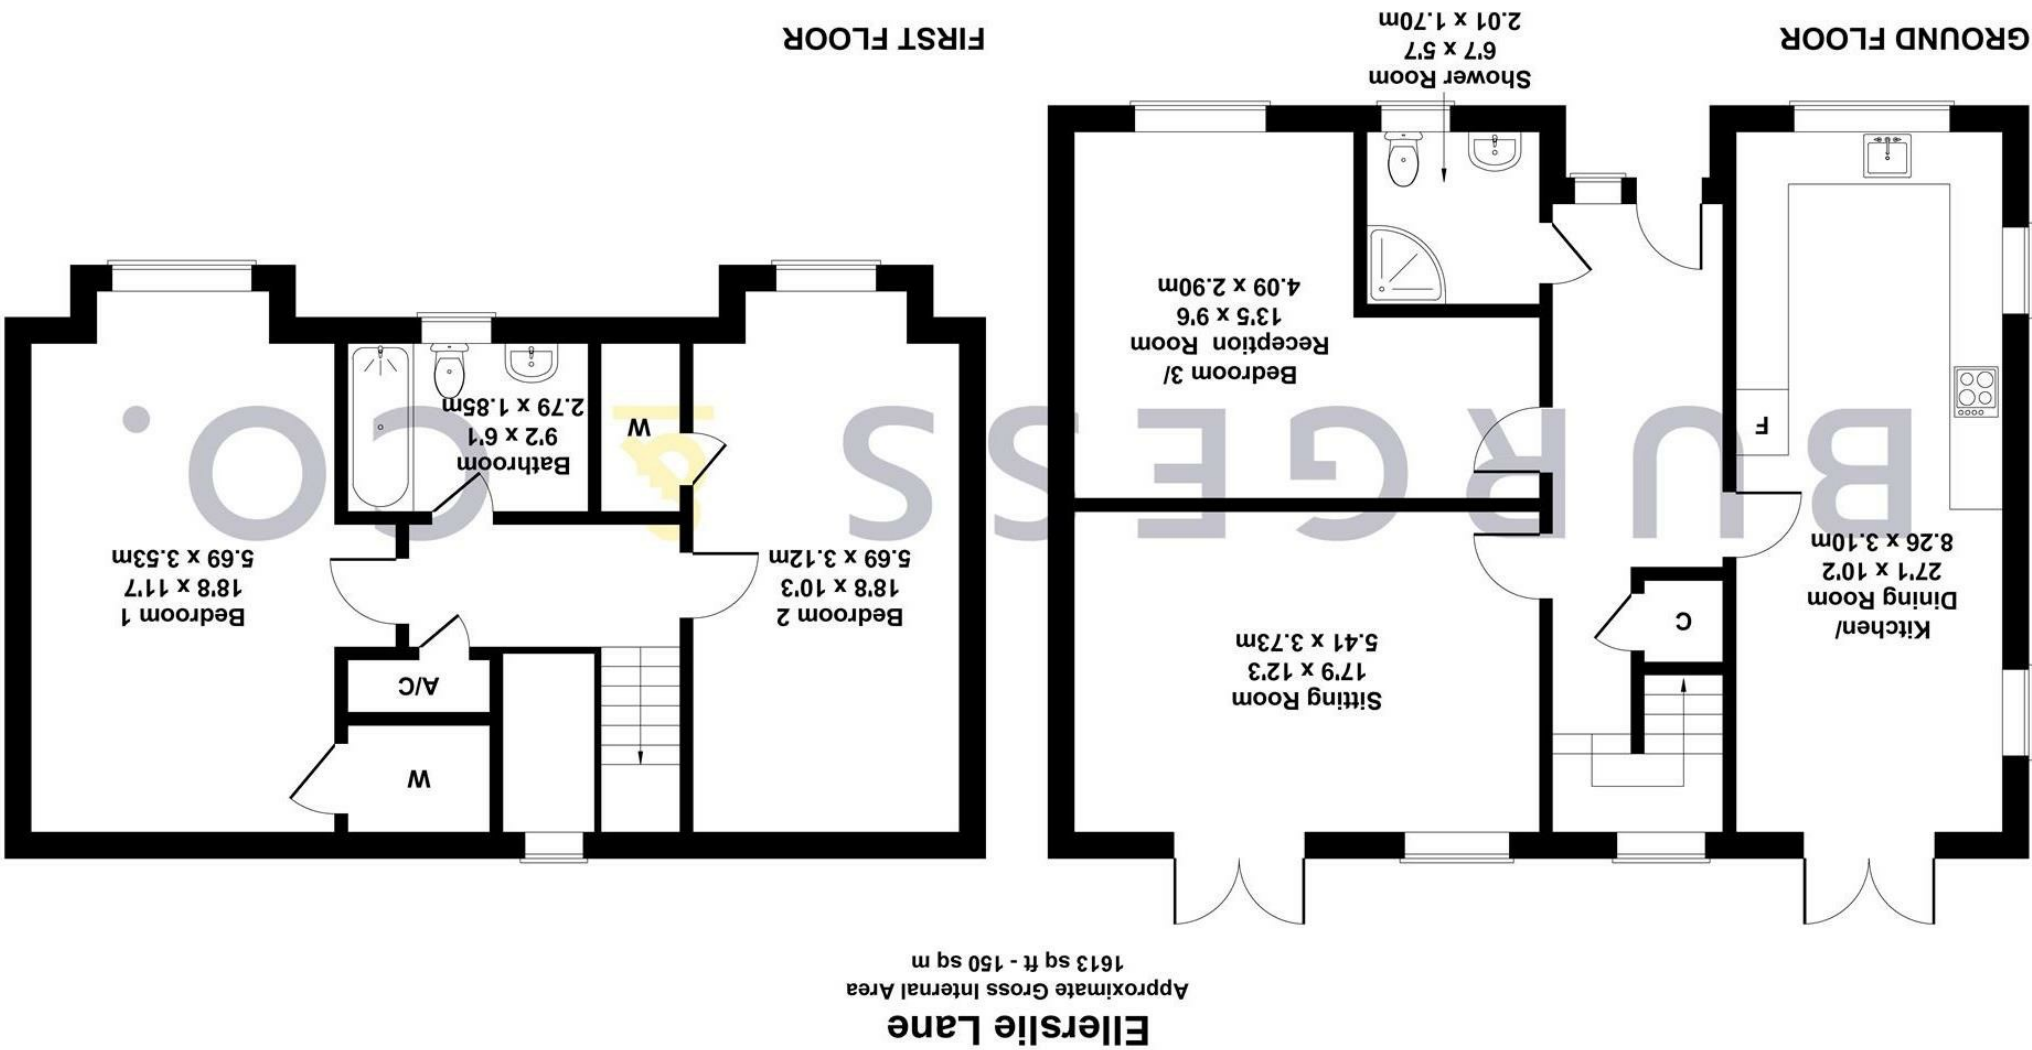 Ellerslie Lane
Approximate Gross Internal Area
1613 sq ft - 150 sq m
Kitchen/
Dining Room
27'1 x 10'2
8.26 x 3.10m
C
Sitting Room
17'9 x 12'3
5.41 x 3.73m
F
Bedroom 3/
Reception Room
13'5 x 9'6
4.09 x 2.90m
Shower Room
6'7 x 5'7
2.01 x 1.70m
GROUND FLOOR
Bedroom 2
18'8 x 10'3
5.69 x 3.12m
W
A/C
Bedroom 1
18'8 x 11'7
5.69 x 3.53m
W
Bathroom
9'2 x 6'1
2.79 x 1.85m
FIRST FLOOR
BURGESS & CO.